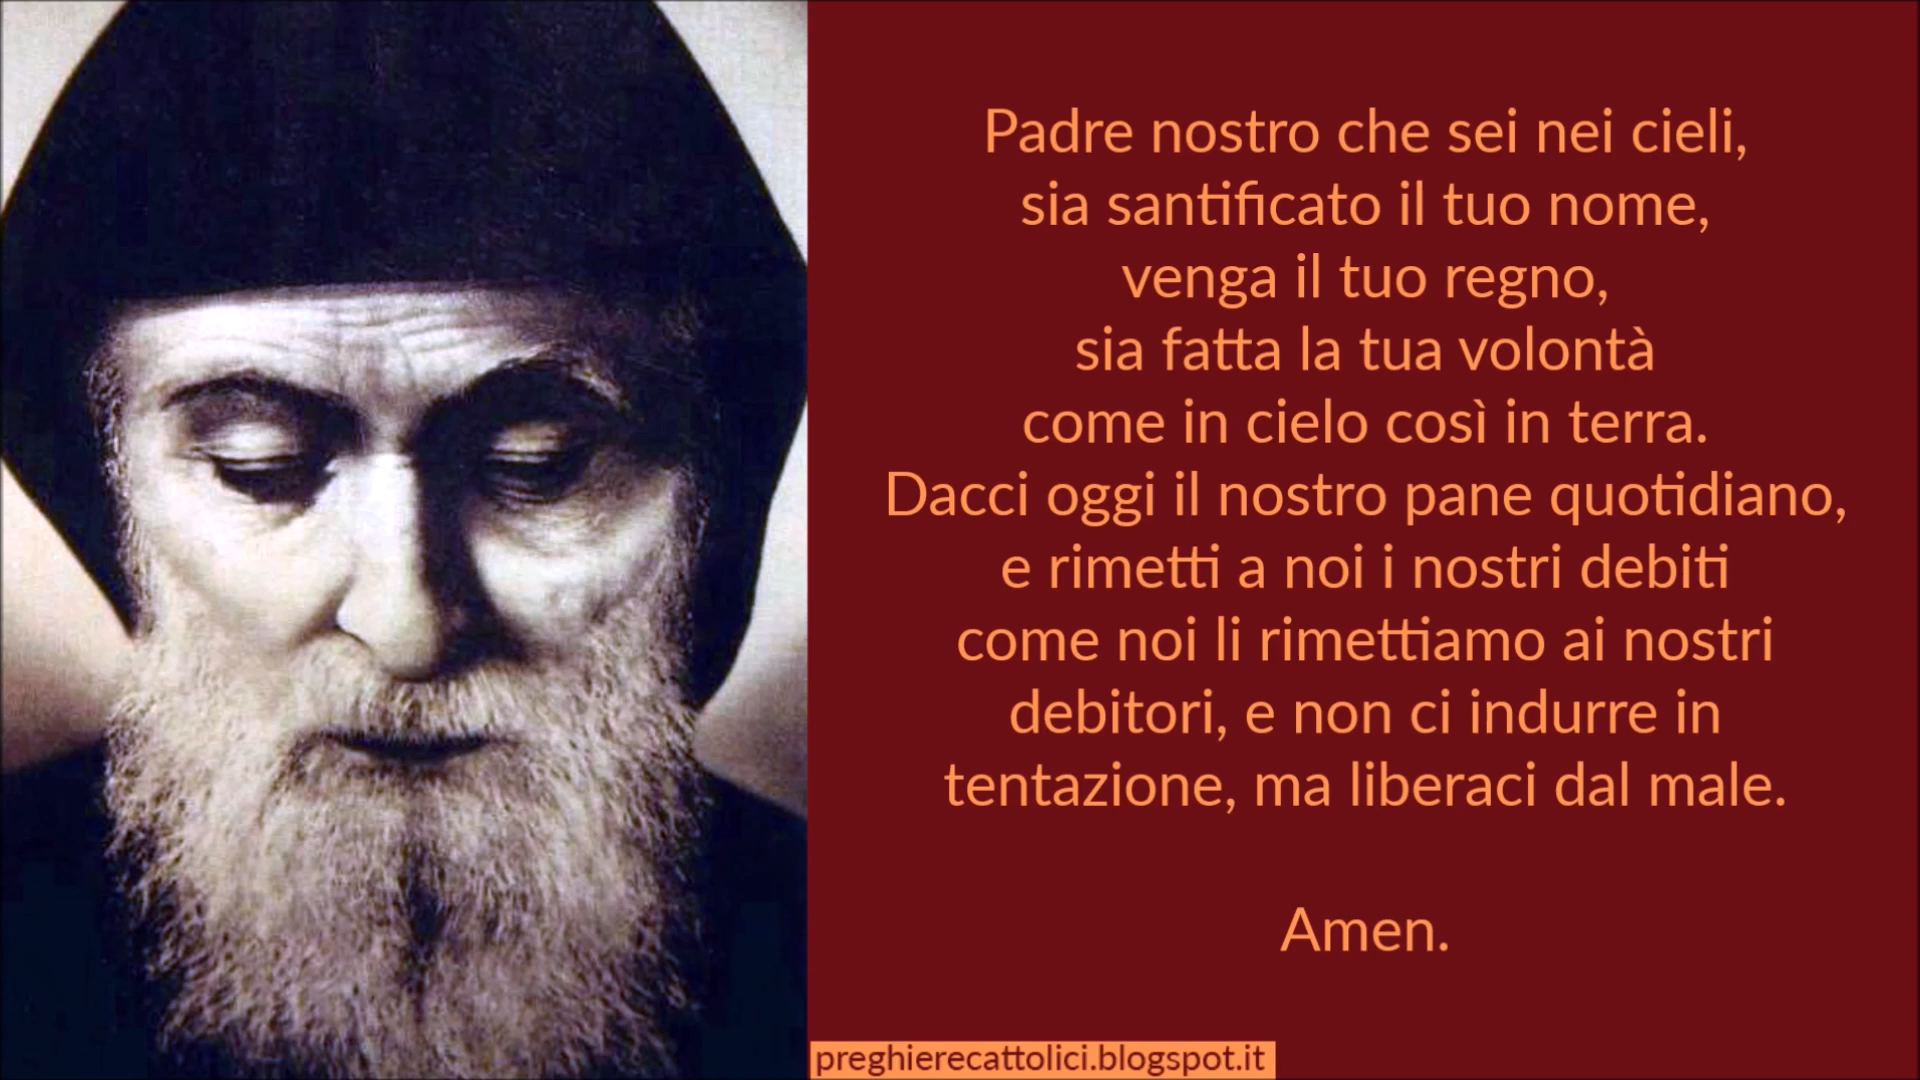 Padre nostro che sei nei cieli,
sia santificato il tuo nome,
venga il tuo regno,
sia fatta la tua volontà
come in cielo così in terra.
Dacci oggi il nostro pane quotidiano,
e rimetti a noi i nostri debiti
come noi li rimettiamo ai nostri
debitori, e non ci indurre in
tentazione, ma liberaci dal male.
Amen.
preghierecattolici.blogspot.it